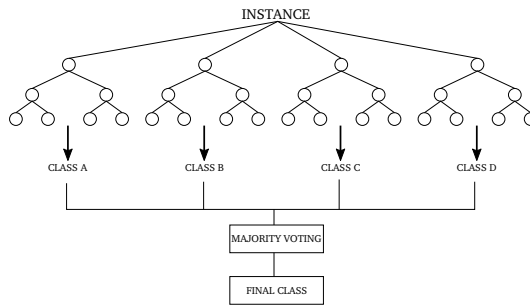 INSTANCE
CLASS A
CLASS B
CLASS C
CLASS D
MAJORITY VOTING
FINAL CLASS